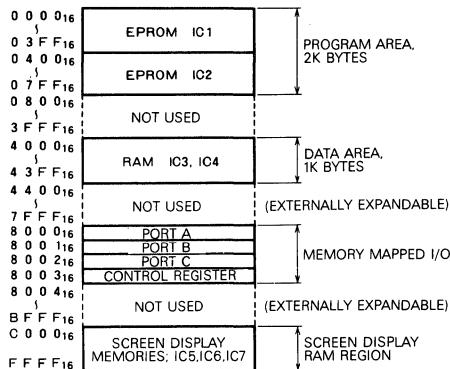 0000₁₆
≀
03FF₁₆
EPROM IC1
0400₁₆
≀
07FF₁₆
EPROM IC2
PROGRAM AREA,
2K BYTES
0800₁₆
≀
3FFF₁₆
NOT USED
4000₁₆
≀
43FF₁₆
RAM IC3, IC4
DATA AREA,
1K BYTES
4400₁₆
≀
7FFF₁₆
NOT USED
(EXTERNALLY EXPANDABLE)
8000₁₆ PORT A
8001₁₆ PORT B
8002₁₆ PORT C
8003₁₆ CONTROL REGISTER
MEMORY MAPPED I/O
8004₁₆
≀
BFFF₁₆
NOT USED
(EXTERNALLY EXPANDABLE)
C000₁₆
≀
FFFF₁₆
SCREEN DISPLAY
MEMORIES; IC5,IC6,IC7
SCREEN DISPLAY
RAM REGION